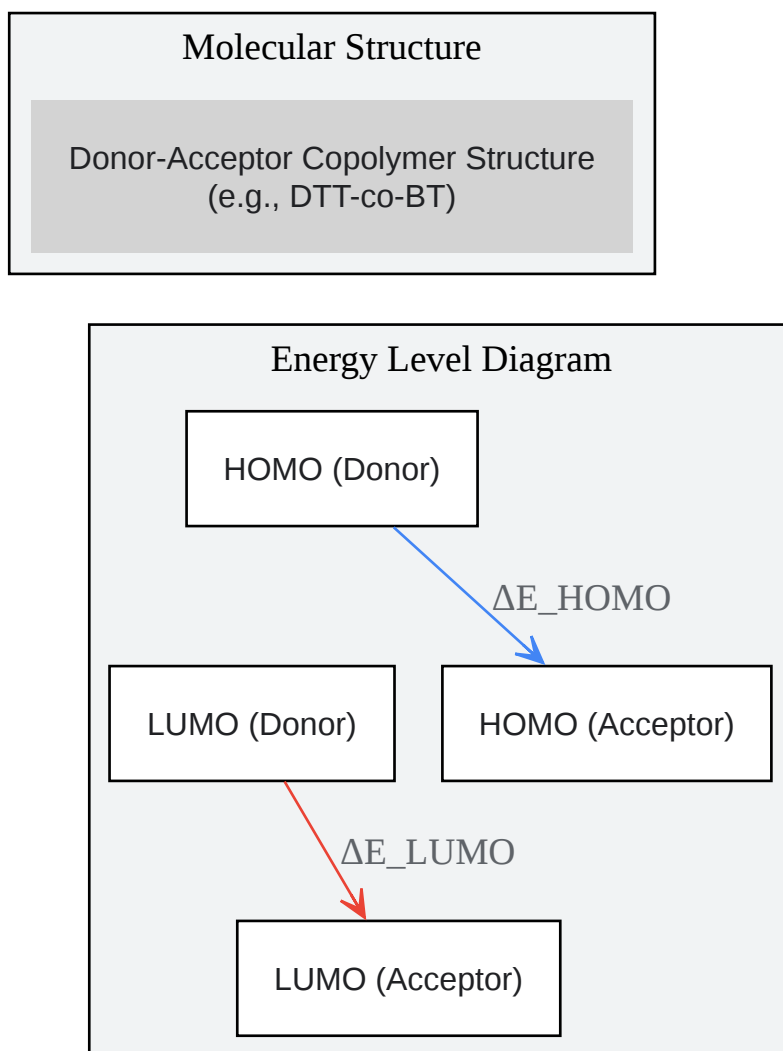 Molecular Structure
Donor-Acceptor Copolymer Structure
(e.g., DTT-co-BT)
Energy Level Diagram
HOMO (Donor)
ΔE_HOMO
LUMO (Donor)
HOMO (Acceptor)
ΔE_LUMO
LUMO (Acceptor)